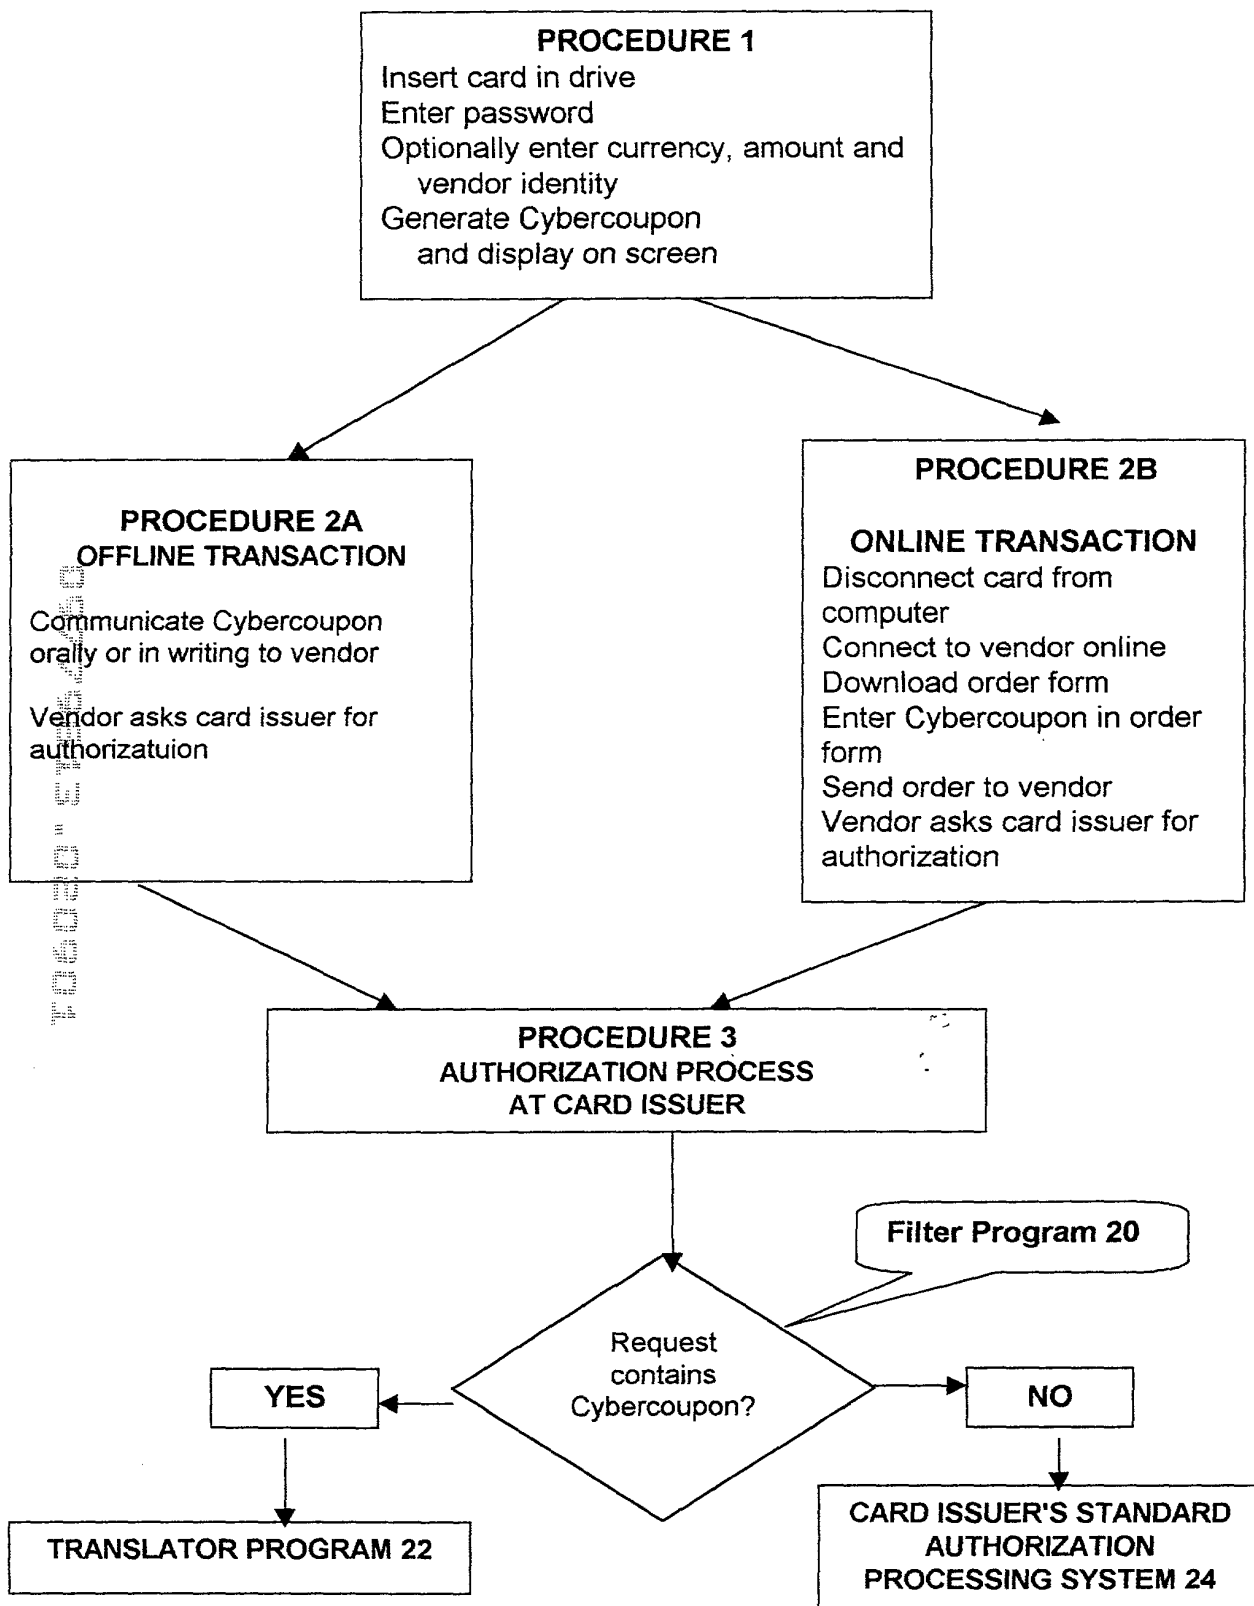 PROCEDURE 1
Insert card in drive
Enter password
Optionally enter currency, amount and
vendor identity
Generate Cybercoupon
and display on screen
PROCEDURE 2A
OFFLINE TRANSACTION
Communicate Cybercoupon
orally or in writing to vendor
Vendor asks card issuer for
authorizatuion
PROCEDURE 2B
ONLINE TRANSACTION
Disconnect card from
computer
Connect to vendor online
Download order form
Enter Cybercoupon in order
form
Send order to vendor
Vendor asks card issuer for
authorization
PROCEDURE 3
AUTHORIZATION PROCESS
AT CARD ISSUER
Filter Program 20
Request
contains
Cybercoupon?
YES
NO
TRANSLATOR PROGRAM 22
CARD ISSUER'S STANDARD
AUTHORIZATION
PROCESSING SYSTEM 24